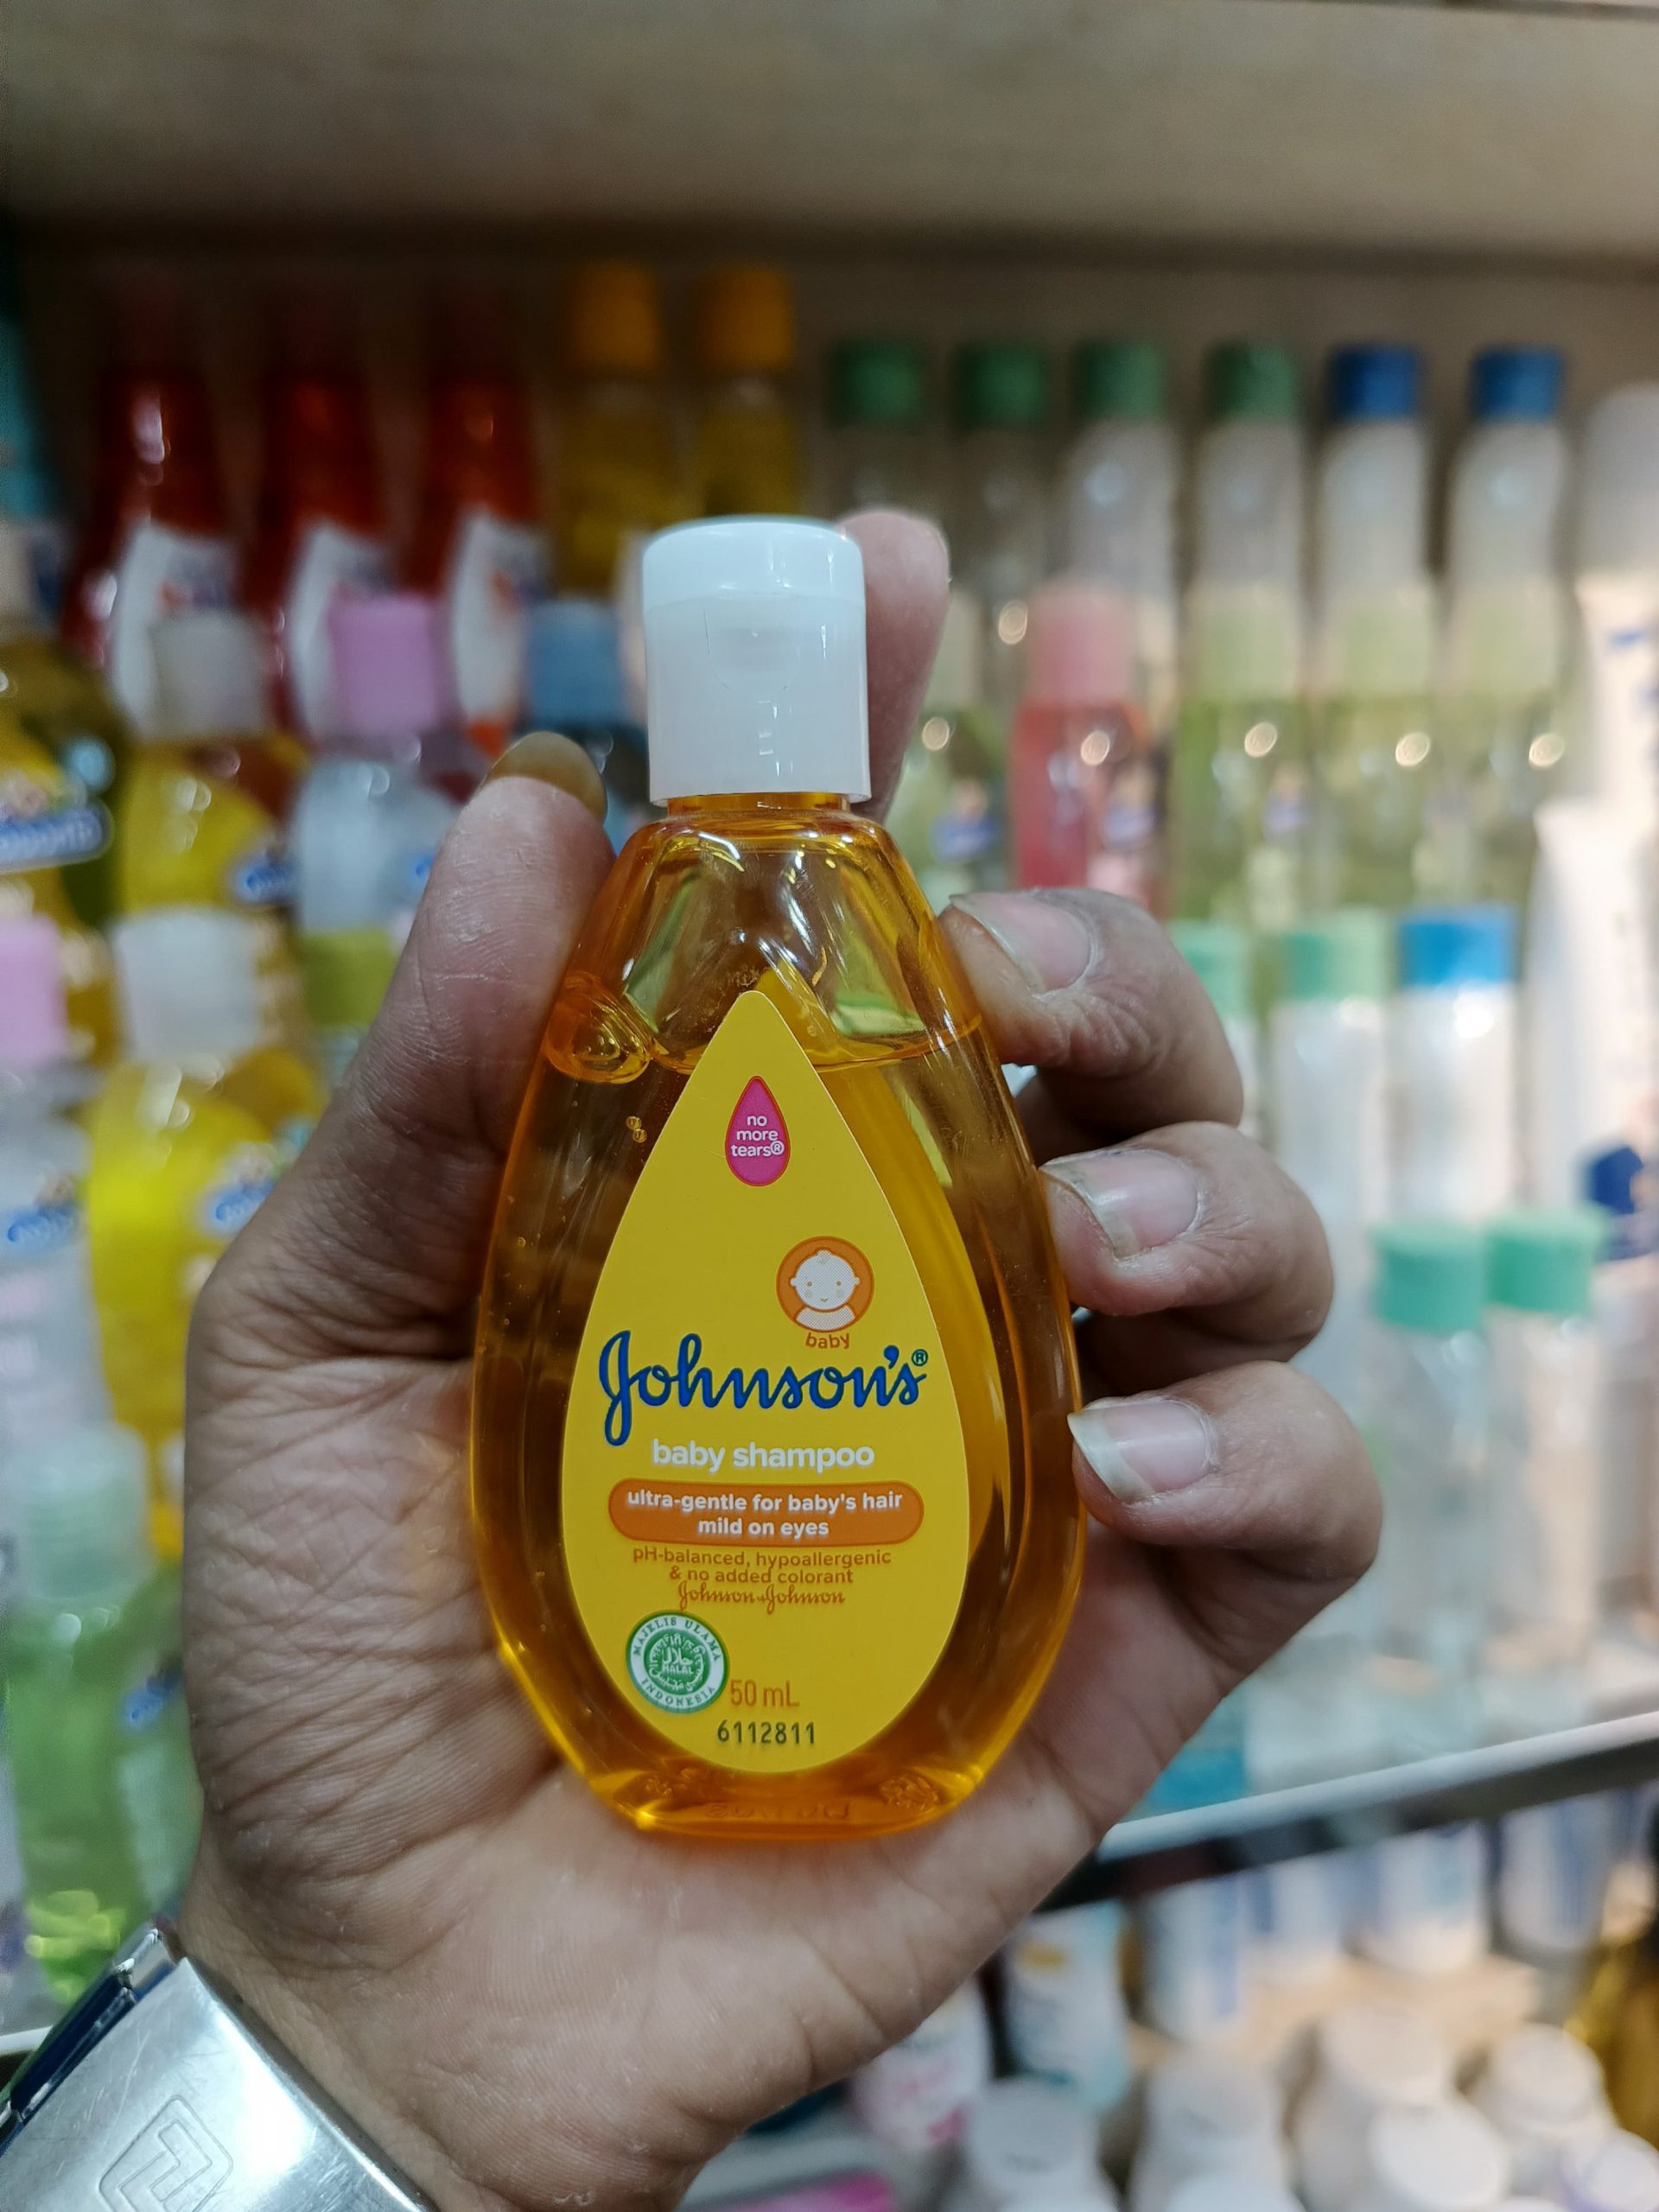 no
more
tears®
baby
Johnson's®
baby shampoo
ultra-gentle for baby's hair
mild on eyes
pH-balanced, hypoallergenic
& no added colorant
Johnson & Johnson
MAJELIS ULAMA
حلال
HALAL
INDONESIA
50 mL
6112811